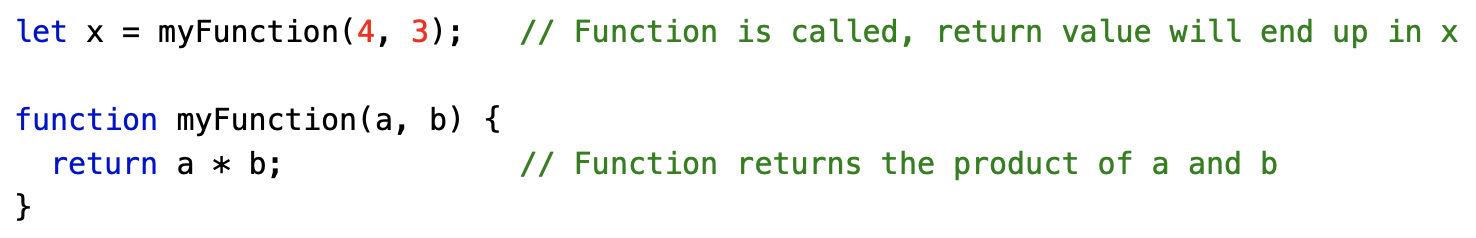 let x = myFunction(4, 3);   // Function is called, return value will end up in x
function myFunction(a, b) {
  return a * b;             // Function returns the product of a and b
}